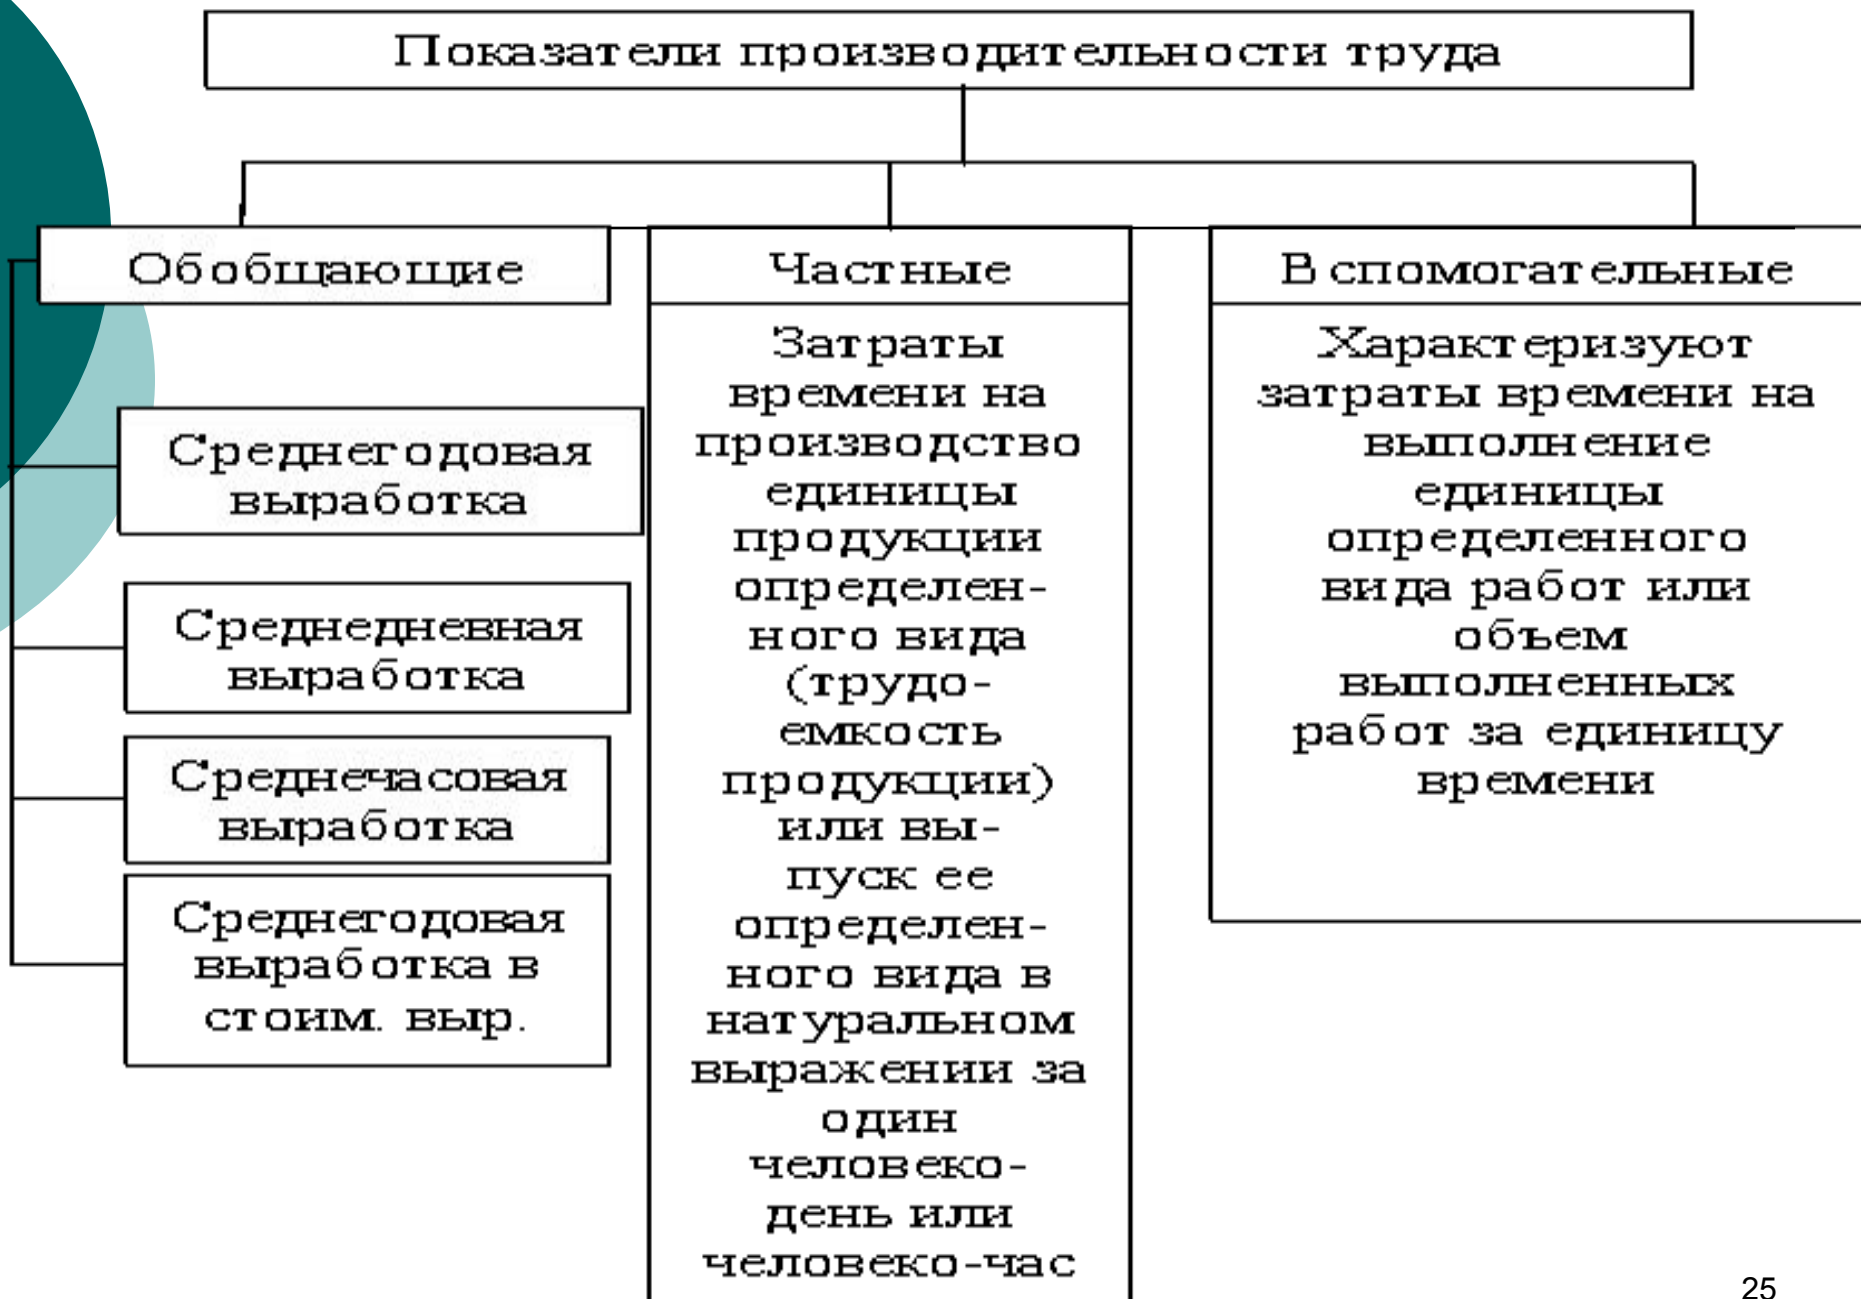 Показатели производительности труда
Обобщающие
Среднегодовая
выработка
Среднедневная
выработка
Среднечасовая
выработка
Среднегодовая
выработка в
стоим. выр.
Частные
Затраты
времени на
производство
единицы
продукции
определен-
ного вида
(трудо-
емкость
продукции)
или вы-
пуск ее
определен-
ного вида в
натуральном
выражении за
один
человеко-
день или
человеко-час
Вспомогательные
Характеризуют
затраты времени на
выполнение
единицы
определенного
вида работ или
объем
выполненных
работ за единицу
времени
25